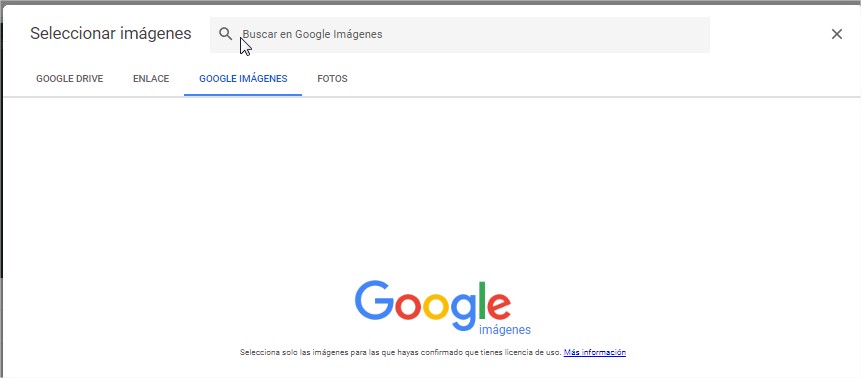 Seleccionar imágenes
Buscar en Google Imágenes
GOOGLE DRIVE ENLACE GOOGLE IMÁGENES FOTOS
Google
imágenes
Selecciona solo las imágenes para las que hayas confirmado que tienes licencia de uso. Más información